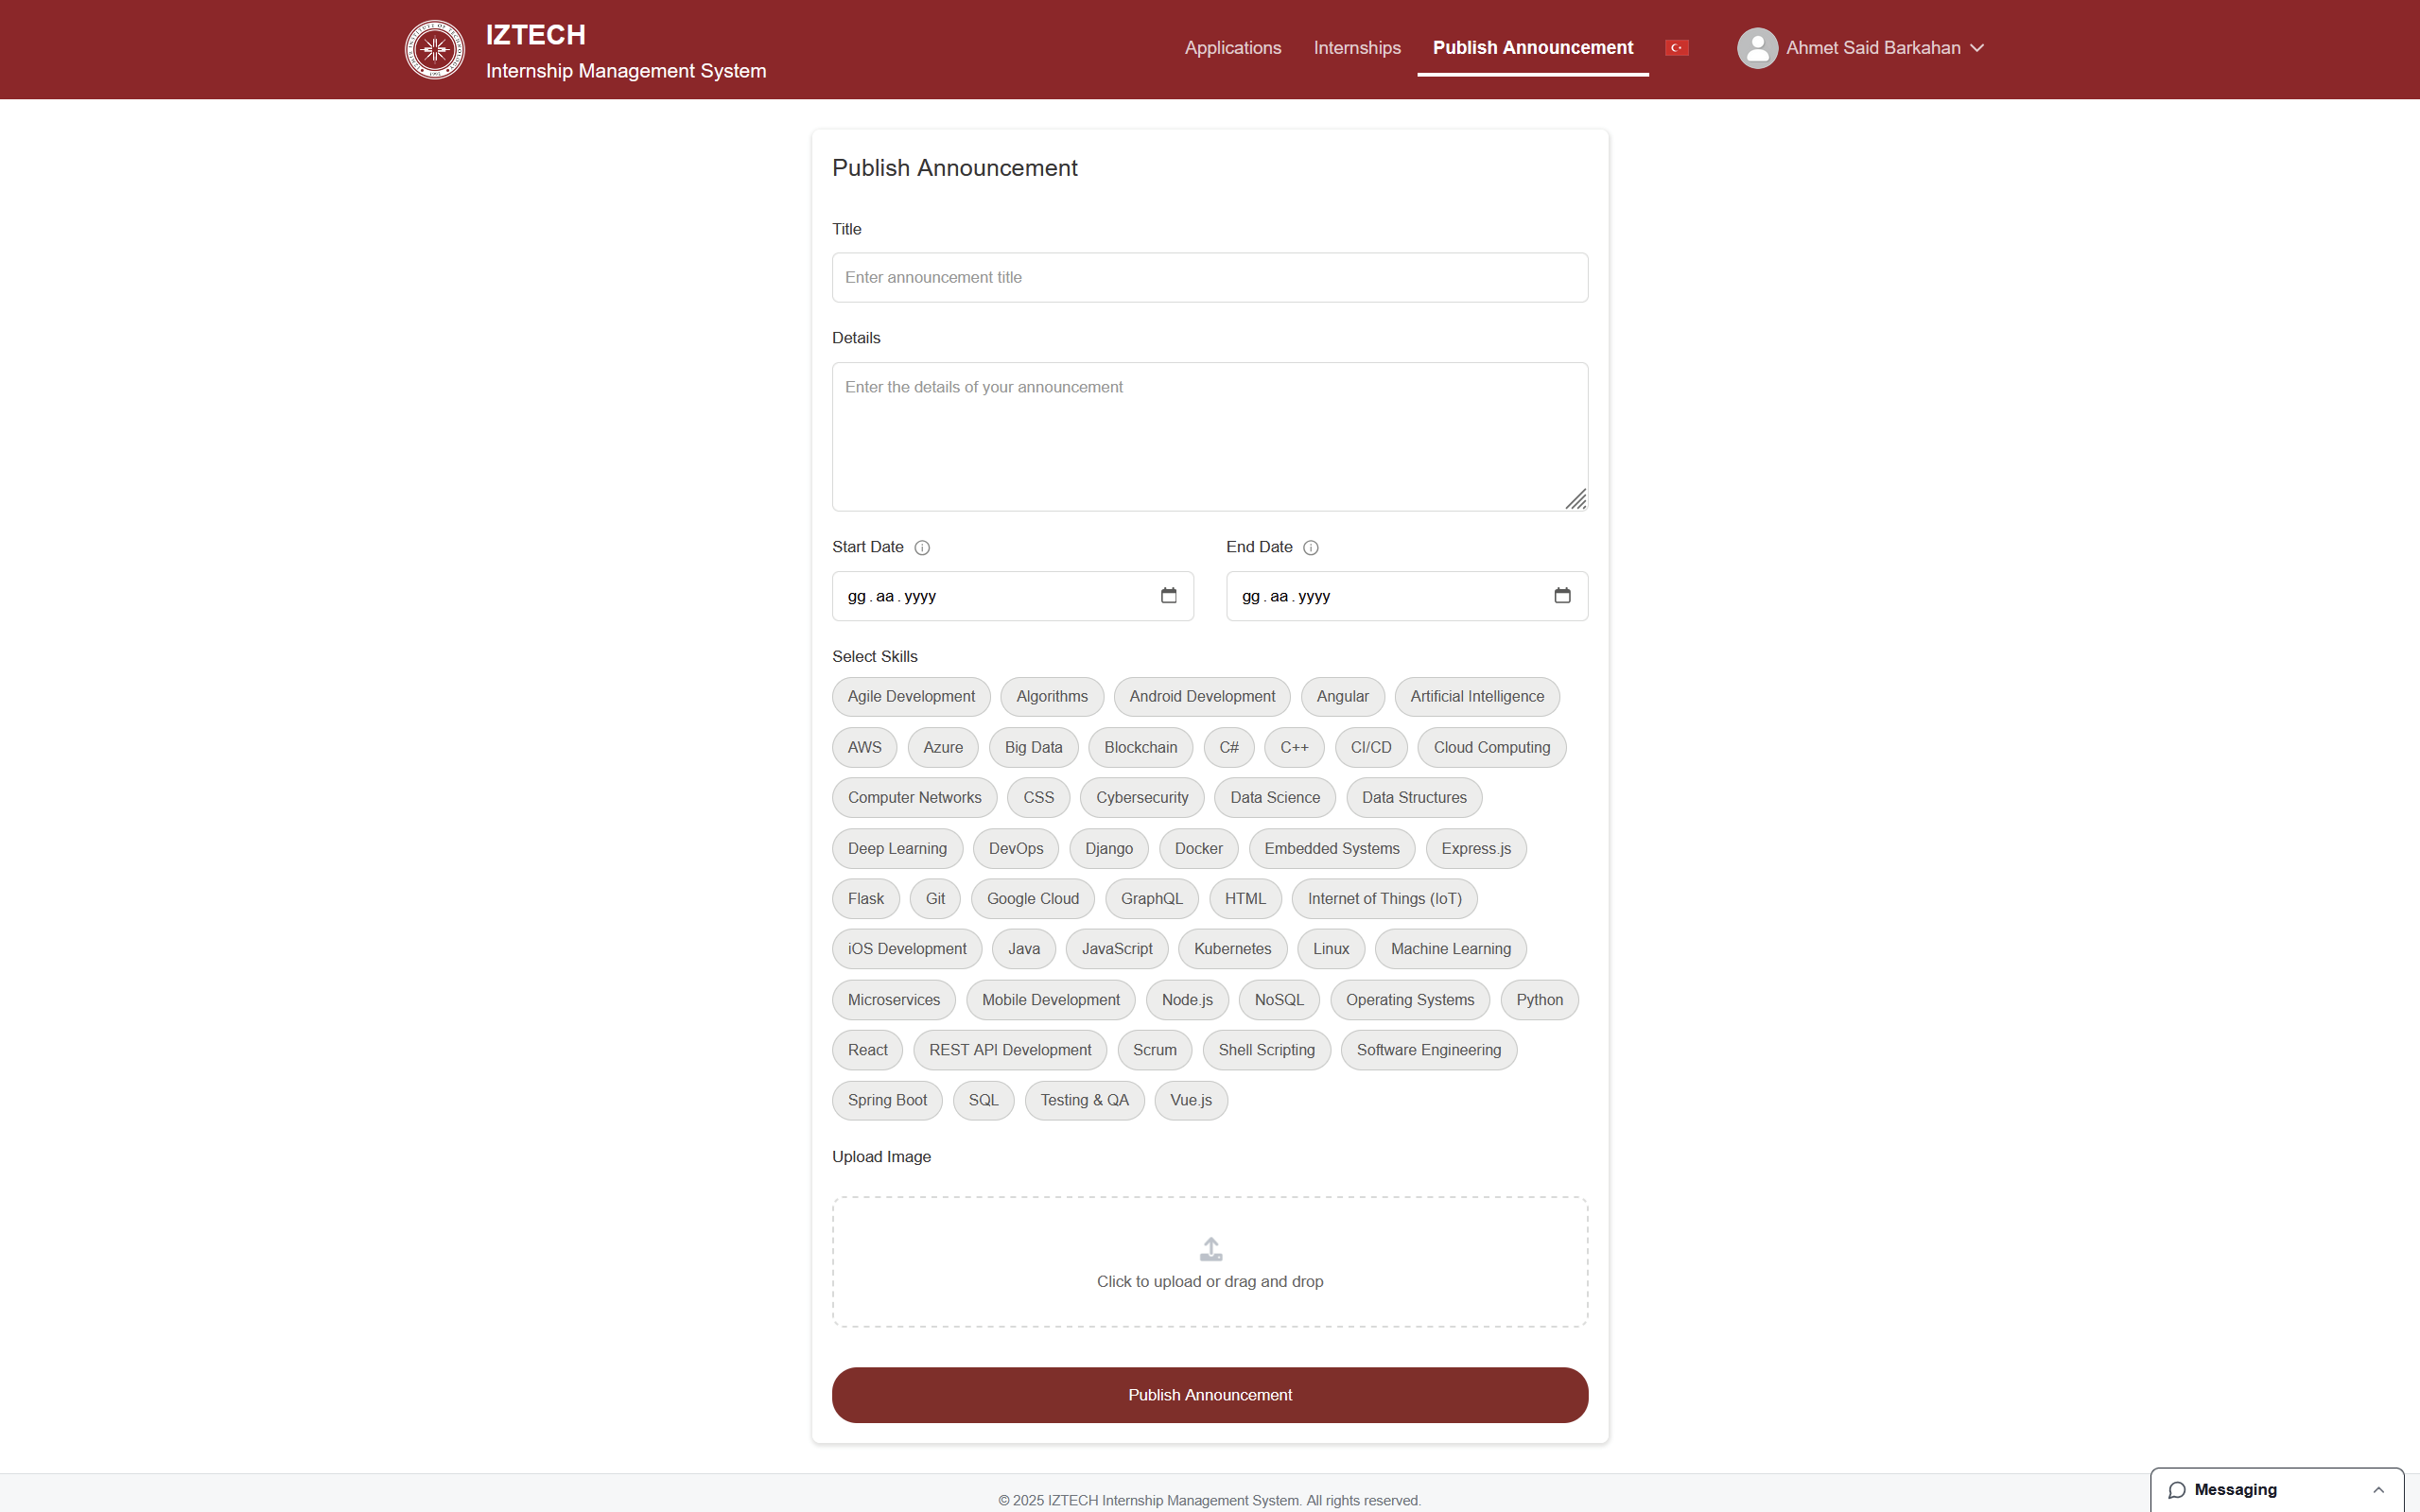 IZTECH
Internship Management System
Applications Internships Publish Announcement Ahmet Said Barkahan
Publish Announcement
Title
Enter announcement title
Details
Enter the details of your announcement
Start Date End Date
gg.aa.yyyy gg.aa.yyyy
Select Skills
Agile Development Algorithms Android Development Angular Artificial Intelligence
AWS Azure Big Data Blockchain C# C++ CI/CD Cloud Computing
Computer Networks CSS Cybersecurity Data Science Data Structures
Deep Learning DevOps Django Docker Embedded Systems Express.js
Flask Git Google Cloud GraphQL HTML Internet of Things (IoT)
iOS Development Java JavaScript Kubernetes Linux Machine Learning
Microservices Mobile Development Node.js NoSQL Operating Systems Python
React REST API Development Scrum Shell Scripting Software Engineering
Spring Boot SQL Testing & QA Vue.js
Upload Image
Click to upload or drag and drop
Publish Announcement
© 2025 IZTECH Internship Management System. All rights reserved.
Messaging